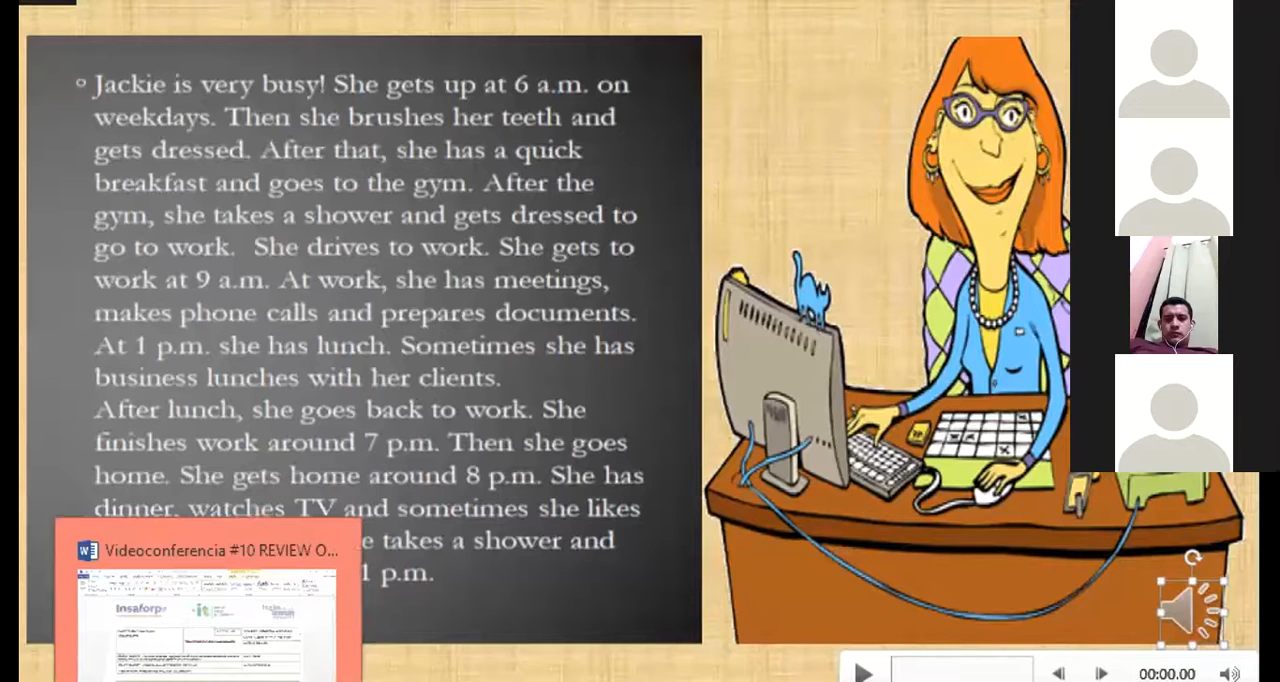 Jackie is very busy! She gets up at 6 a.m. on
weekdays. Then she brushes her teeth and
gets dressed. After that, she has a quick
breakfast and goes to the gym. After the
gym, she takes a shower and gets dressed to
go to work. She drives to work. She gets to
work at 9 a.m. At work, she has meetings,
makes phone calls and prepares documents.
At 1 p.m. she has lunch. Sometimes she has
business lunches with her clients.
After lunch, she goes back to work. She
finishes work around 7 p.m. Then she goes
home. She gets home around 8 p.m. She has
dinner, watches TV and sometimes she likes
e takes a shower and
1 p.m.
Videoconferencia #10 REVIEW O...
Insaforp
it
00:00.00